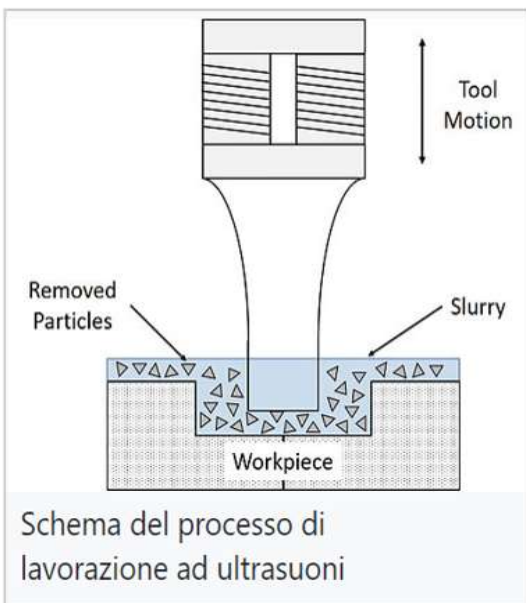 Tool
Motion
Removed
Particles
Slurry
Workpiece
Schema del processo di
lavorazione ad ultrasuoni